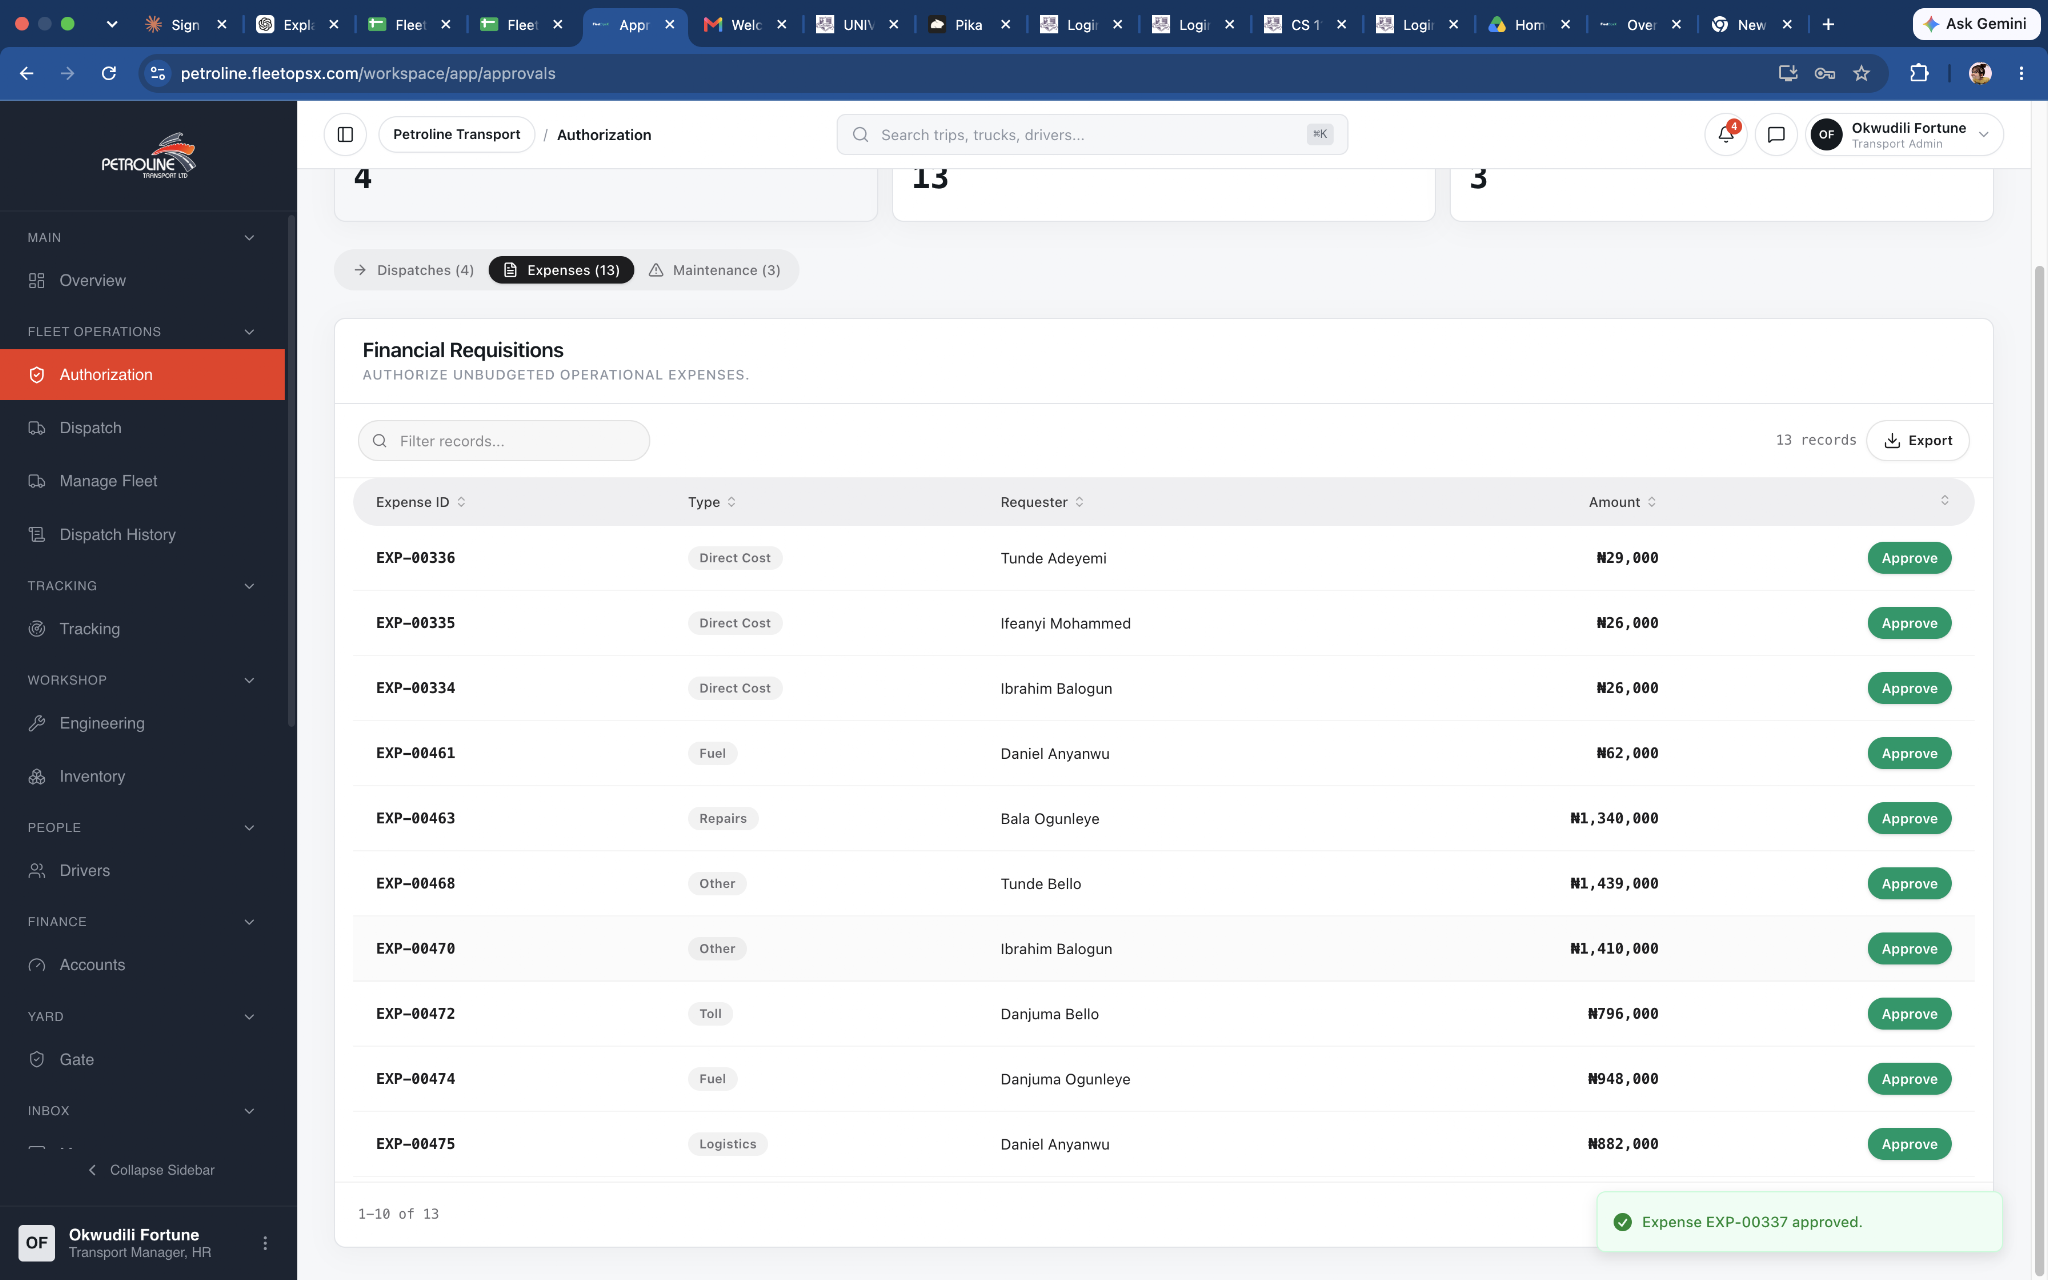 Sign
Expla
Fleet
Fleet
Appr
Welc
UNIV
Pika
Login
Login
CS 1
Login
Hom
Over
New
Ask Gemini
petroline.fleetopsx.com/workspace/app/approvals
PETROLINE
TRANSPORT LTD
Petroline Transport / Authorization
Search trips, trucks, drivers...
⌘K
4
OF
Okwudili Fortune
Transport Admin
MAIN
Overview
FLEET OPERATIONS
Authorization
Dispatch
Manage Fleet
Dispatch History
TRACKING
Tracking
WORKSHOP
Engineering
Inventory
PEOPLE
Drivers
FINANCE
Accounts
YARD
Gate
INBOX
Collapse Sidebar
OF
Okwudili Fortune
Transport Manager, HR
4
13
3
Dispatches (4)
Expenses (13)
Maintenance (3)
Financial Requisitions
AUTHORIZE UNBUDGETED OPERATIONAL EXPENSES.
Filter records...
13 records
Export
Expense ID Type Requester Amount
EXP-00336 Direct Cost Tunde Adeyemi ₦29,000 Approve
EXP-00335 Direct Cost Ifeanyi Mohammed ₦26,000 Approve
EXP-00334 Direct Cost Ibrahim Balogun ₦26,000 Approve
EXP-00461 Fuel Daniel Anyanwu ₦62,000 Approve
EXP-00463 Repairs Bala Ogunleye ₦1,340,000 Approve
EXP-00468 Other Tunde Bello ₦1,439,000 Approve
EXP-00470 Other Ibrahim Balogun ₦1,410,000 Approve
EXP-00472 Toll Danjuma Bello ₦796,000 Approve
EXP-00474 Fuel Danjuma Ogunleye ₦948,000 Approve
EXP-00475 Logistics Daniel Anyanwu ₦882,000 Approve
1–10 of 13
Expense EXP-00337 approved.